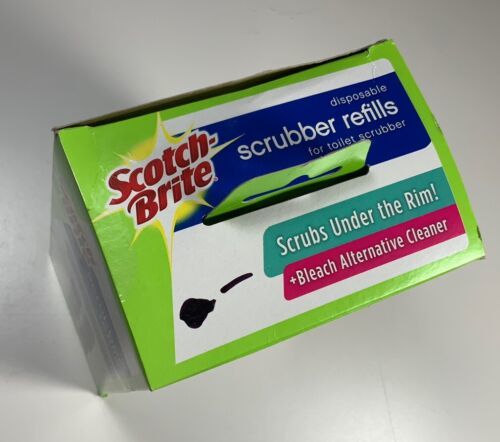 Scotch-
Brite
disposable
scrubber refills
for toilet scrubber
Scrubs Under the Rim!
+Bleach Alternative Cleaner